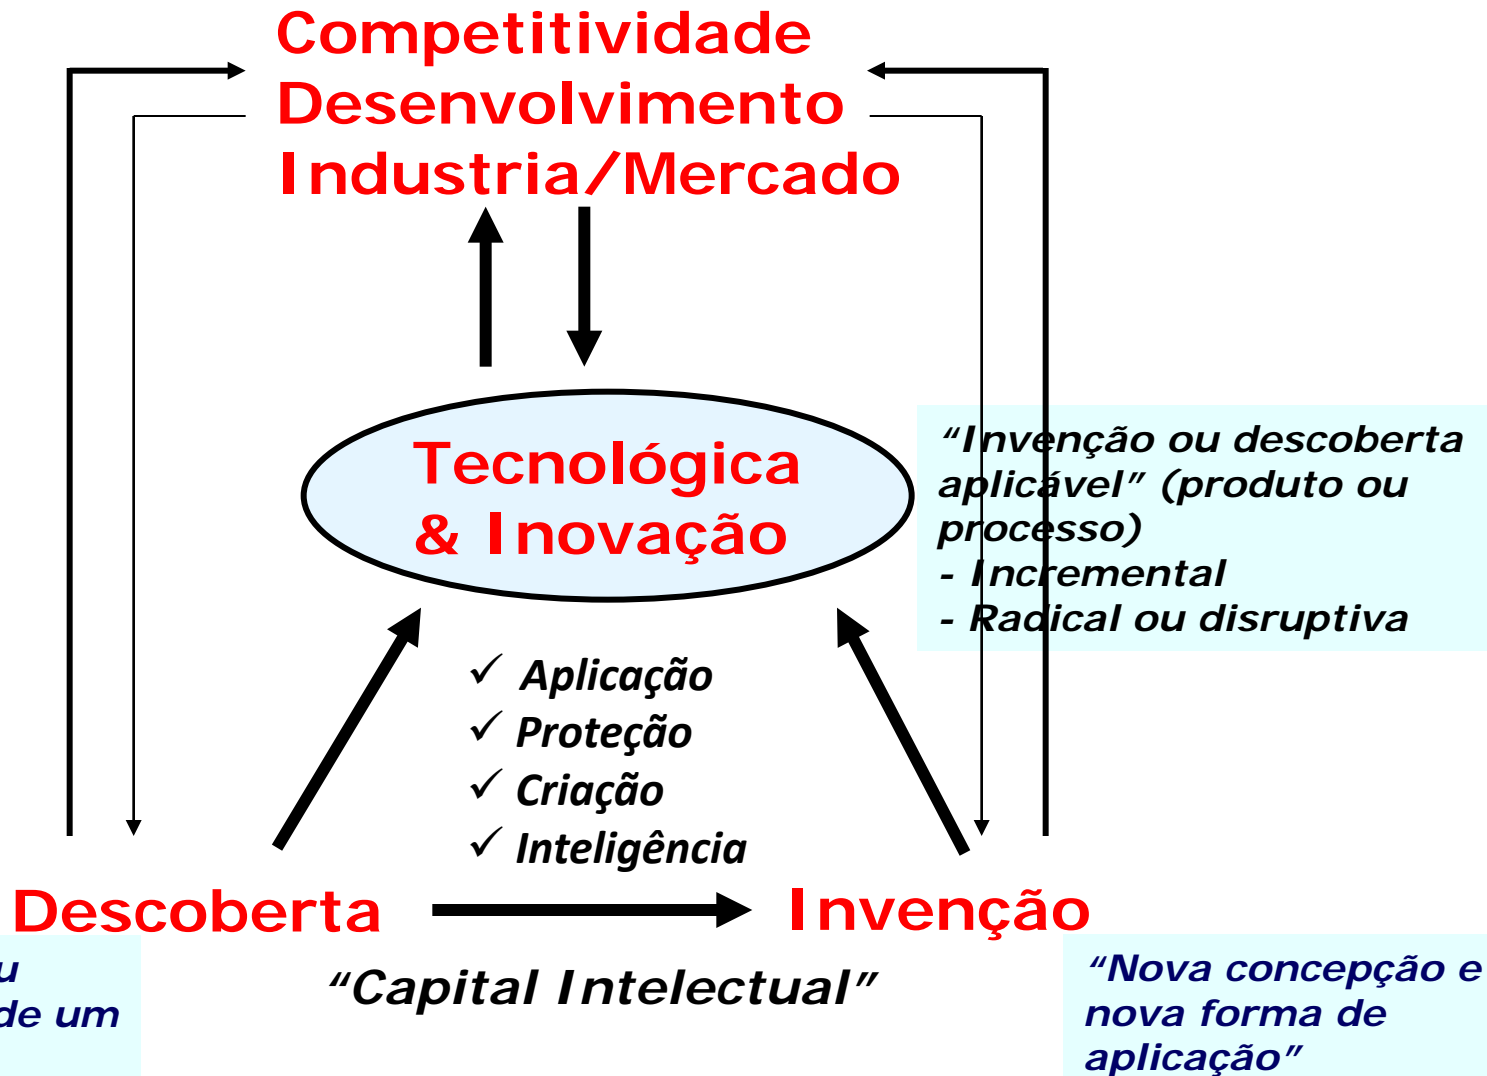 Competitividade
Desenvolvimento
Industria/Mercado
Tecnológica
& Inovação
“Invenção ou descoberta
aplicável” (produto ou
processo)
- Incremental
- Radical ou disruptiva
✓ Aplicação
✓ Proteção
✓ Criação
✓ Inteligência
Descoberta
Invenção
“Capital Intelectual”
de um
“Nova concepção e
nova forma de
aplicação”